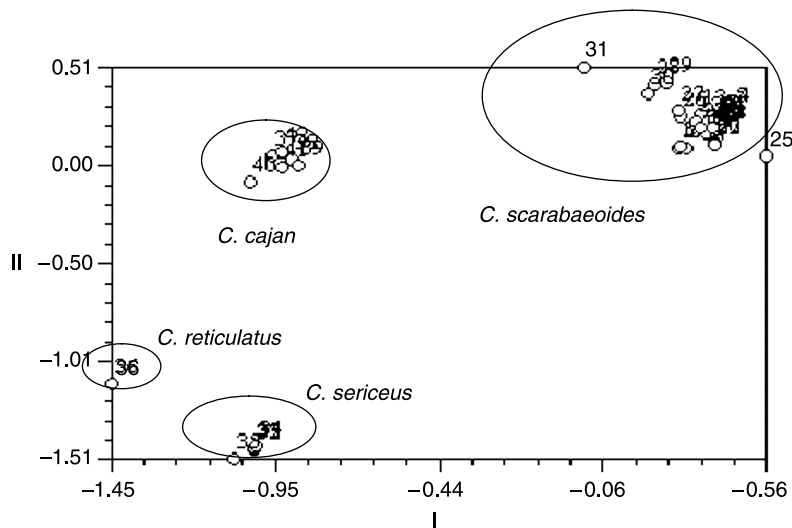 31
0.51
25
0.00
C. scarabaeoides
C. cajan
II
−0.50
C. reticulatus
−1.01
36
C. sericeus
−1.51
−1.45
−0.95
−0.44
−0.06
−0.56
I